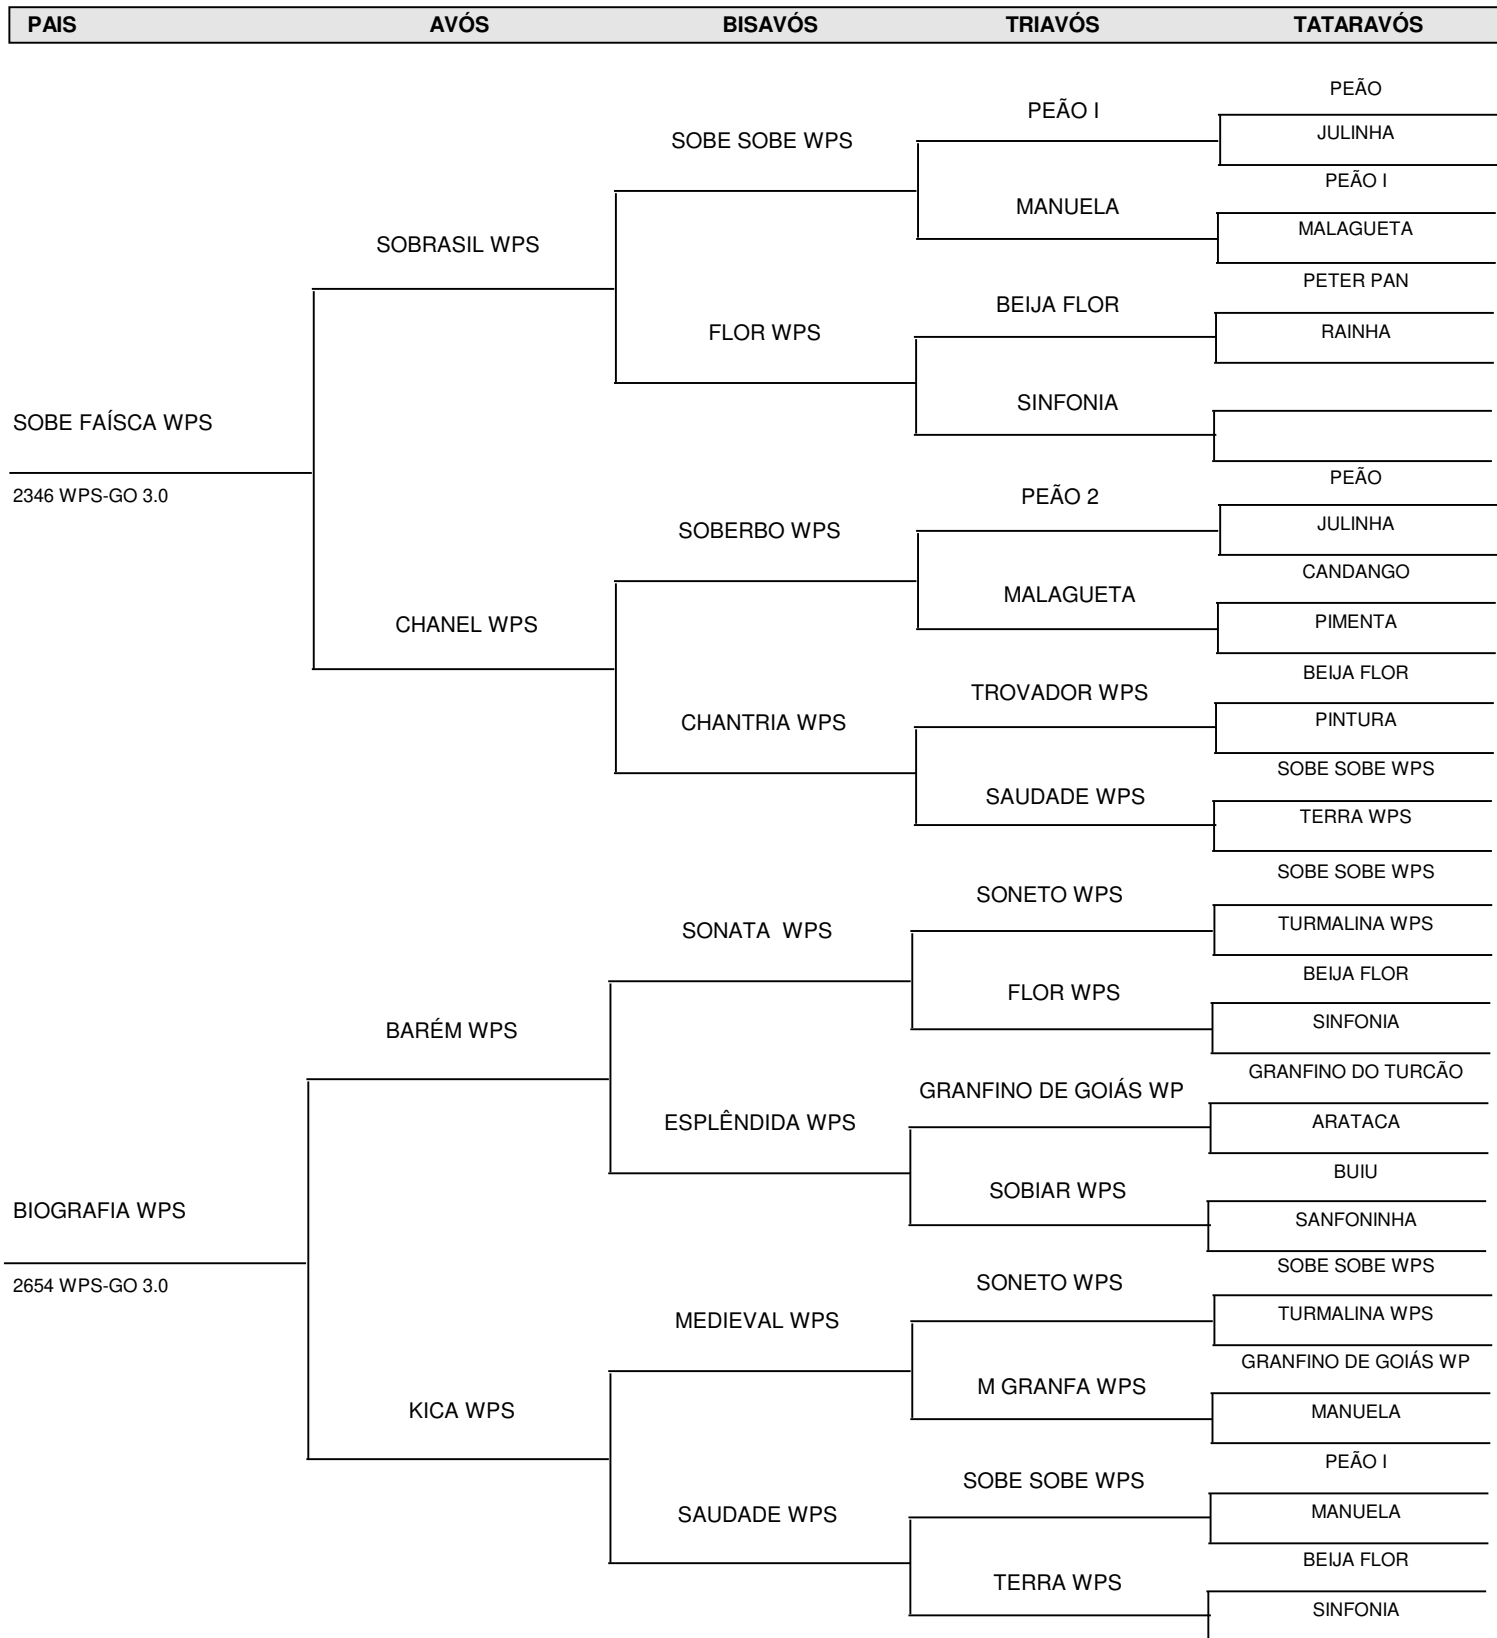 PAIS AVÓS BISAVÓS TRIAVÓS TATARAVÓS
PEÃO
PEÃO I
JULINHA
SOBE SOBE WPS
PEÃO I
MANUELA
MALAGUETA
SOBRASIL WPS
PETER PAN
BEIJA FLOR
RAINHA
FLOR WPS
SINFONIA
SOBE FAÍSCA WPS
2346 WPS-GO 3.0
PEÃO
PEÃO 2
JULINHA
SOBERBO WPS
CANDANGO
MALAGUETA
PIMENTA
CHANEL WPS
BEIJA FLOR
TROVADOR WPS
PINTURA
CHANTRIA WPS
SOBE SOBE WPS
SAUDADE WPS
TERRA WPS
SOBE SOBE WPS
SONETO WPS
TURMALINA WPS
SONATA WPS
BEIJA FLOR
FLOR WPS
SINFONIA
BARÉM WPS
GRANFINO DO TURCÃO
GRANFINO DE GOIÁS WP
ARATACA
ESPLÊNDIDA WPS
BUIU
SOBIAR WPS
SANFONINHA
BIOGRAFIA WPS
2654 WPS-GO 3.0
SOBE SOBE WPS
SONETO WPS
TURMALINA WPS
MEDIEVAL WPS
GRANFINO DE GOIÁS WP
M GRANFA WPS
MANUELA
KICA WPS
PEÃO I
SOBE SOBE WPS
MANUELA
SAUDADE WPS
BEIJA FLOR
TERRA WPS
SINFONIA